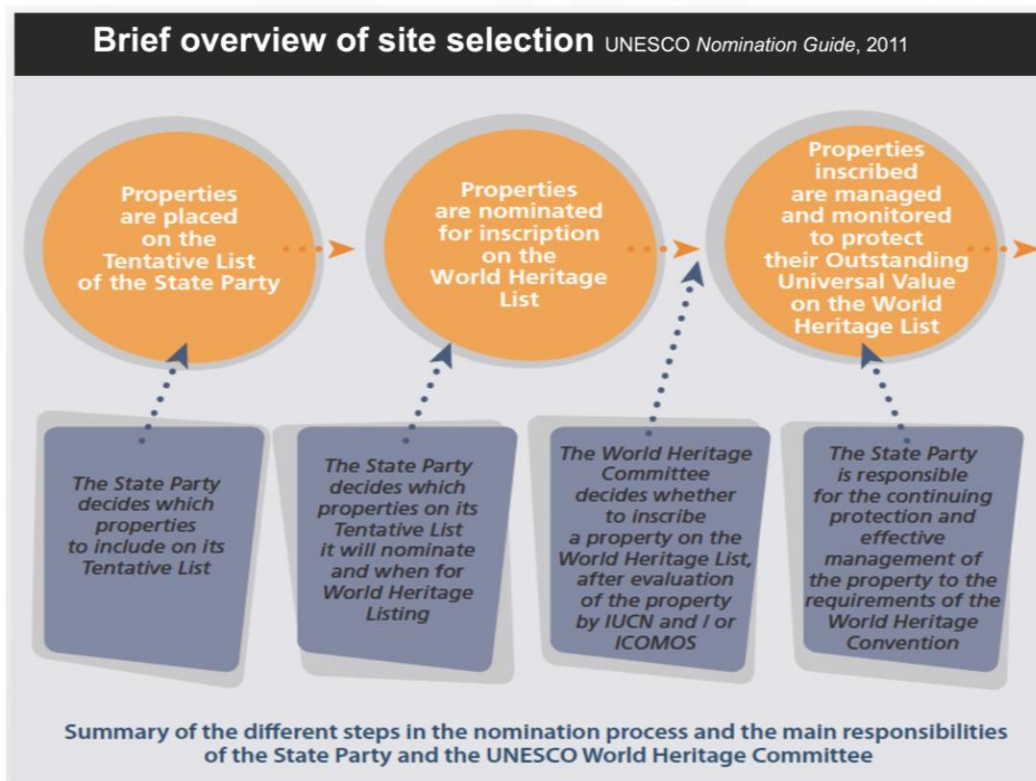 Brief overview of site selection UNESCO Nomination Guide, 2011
Properties
are placed
on the
Tentative List
of the State Party
Properties
are nominated
for inscription
on the
World Heritage
List
Properties
inscribed
are managed
and monitored
to protect
their Outstanding
Universal Value
on the World
Heritage List
The State Party
decides which
properties
to include on its
Tentative List
The State Party
decides which
properties on its
Tentative List
it will nominate
and when for
World Heritage
Listing
The World Heritage
Committee
decides whether
to inscribe
a property on the
World Heritage List,
after evaluation
of the property
by IUCN and / or
ICOMOS
The State Party
is responsible
for the continuing
protection and
effective
management of
the property to the
requirements of the
World Heritage
Convention
Summary of the different steps in the nomination process and the main responsibilities
of the State Party and the UNESCO World Heritage Committee